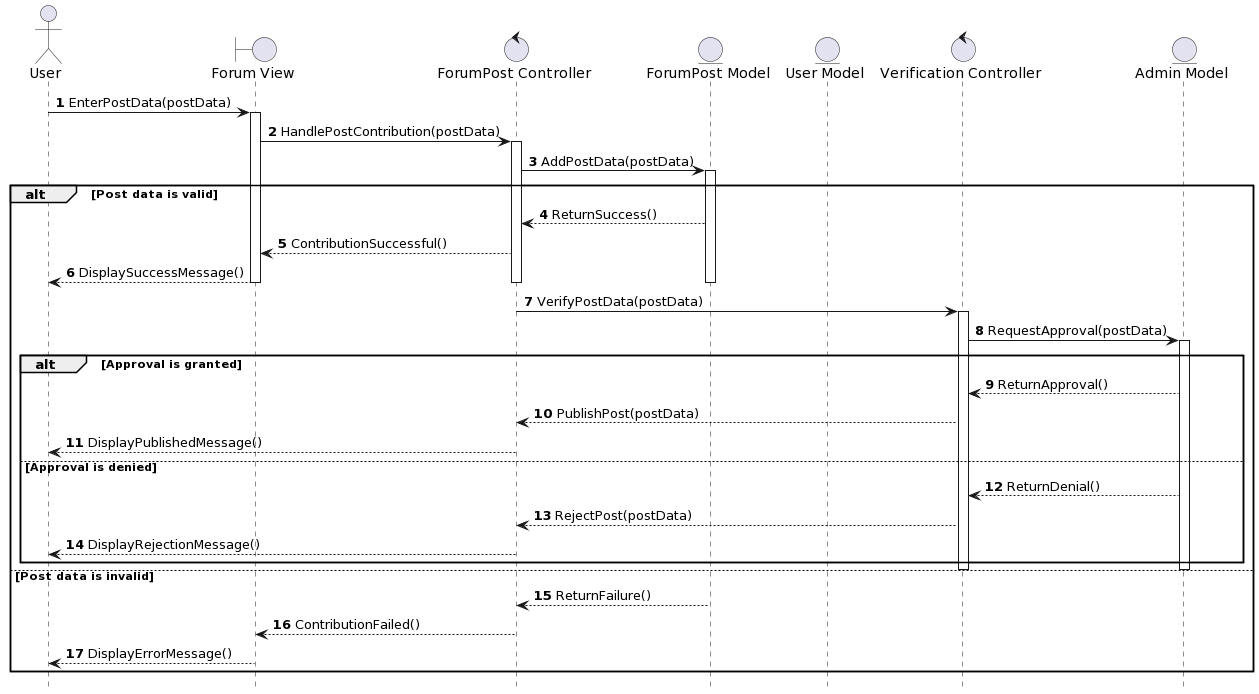 User
Forum View
ForumPost Controller
ForumPost Model
User Model
Verification Controller
Admin Model
1 EnterPostData(postData)
2 HandlePostContribution(postData)
3 AddPostData(postData)
alt [Post data is valid]
4 ReturnSuccess()
5 ContributionSuccessful()
6 DisplaySuccessMessage()
7 VerifyPostData(postData)
8 RequestApproval(postData)
alt [Approval is granted]
9 ReturnApproval()
10 PublishPost(postData)
11 DisplayPublishedMessage()
[Approval is denied]
12 ReturnDenial()
13 RejectPost(postData)
14 DisplayRejectionMessage()
[Post data is invalid]
15 ReturnFailure()
16 ContributionFailed()
17 DisplayErrorMessage()